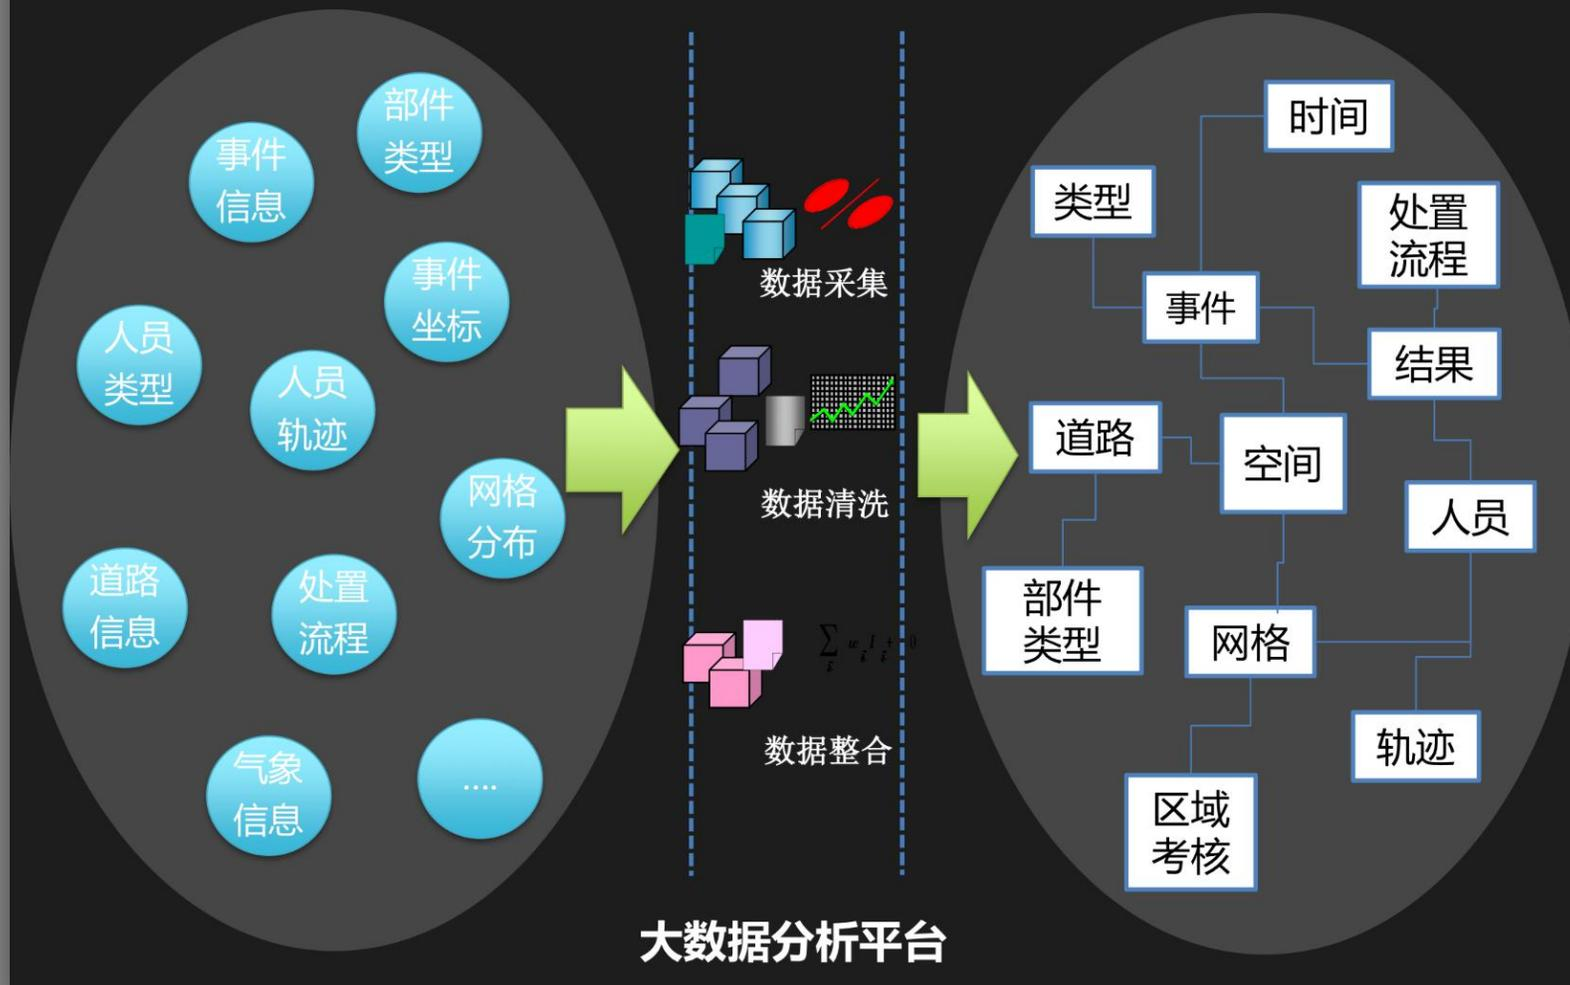 部件
类型
事件
信息
事件
坐标
人员
类型
人员
轨迹
网格
分布
道路
信息
处置
流程
气象
信息
....
数据采集
数据清洗
数据整合
时间
类型
处置
流程
事件
结果
道路
空间
人员
部件
类型
网格
轨迹
区域
考核
大数据分析平台